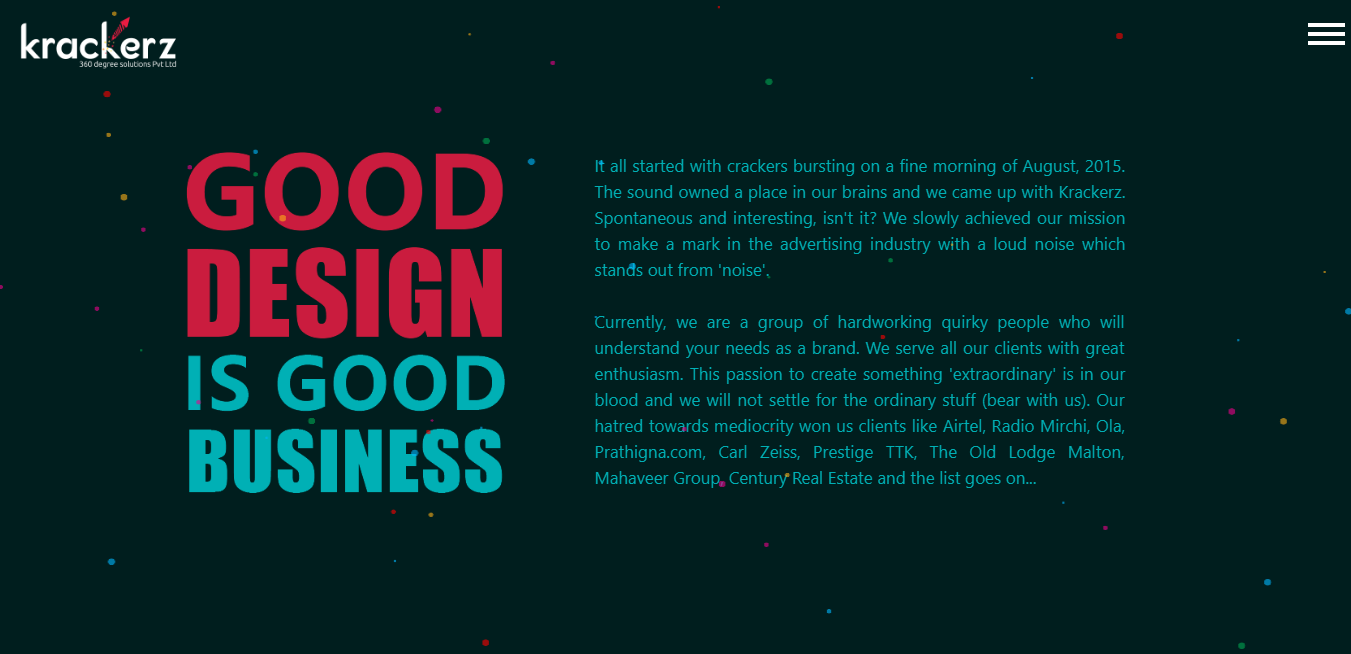 krackerz
360 degree solutions Pvt Ltd
GOOD
DESIGN
IS GOOD
BUSINESS
It all started with crackers bursting on a fine morning of August, 2015.
The sound owned a place in our brains and we came up with Krackerz.
Spontaneous and interesting, isn't it? We slowly achieved our mission
to make a mark in the advertising industry with a loud noise which
stands out from 'noise'.
Currently, we are a group of hardworking quirky people who will
understand your needs as a brand. We serve all our clients with great
enthusiasm. This passion to create something 'extraordinary' is in our
blood and we will not settle for the ordinary stuff (bear with us). Our
hatred towards mediocrity won us clients like Airtel, Radio Mirchi, Ola,
Prathigna.com, Carl Zeiss, Prestige TTK, The Old Lodge Malton,
Mahaveer Group, Century Real Estate and the list goes on...